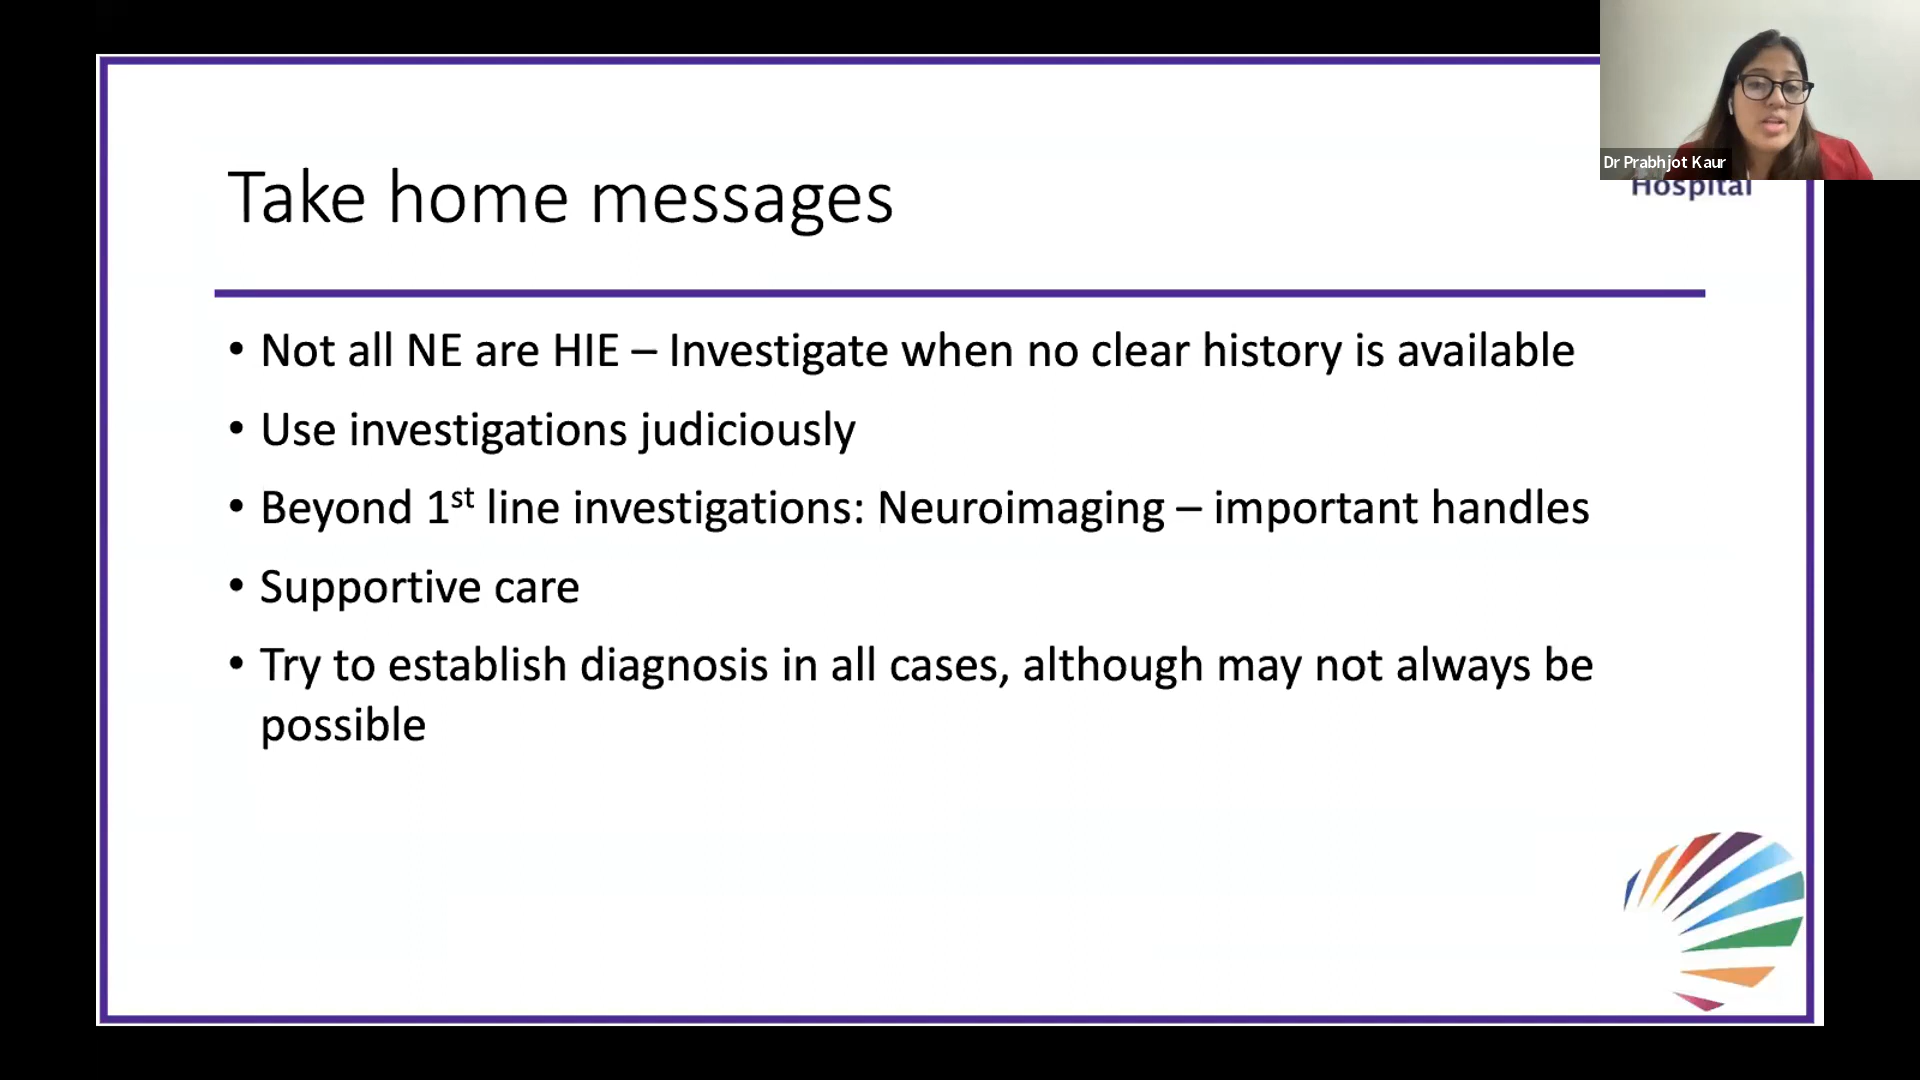 Dr Prabhjot Kaur
Hospital
Take home messages
• Not all NE are HIE – Investigate when no clear history is available
• Use investigations judiciously
• Beyond 1st line investigations: Neuroimaging – important handles
• Supportive care
• Try to establish diagnosis in all cases, although may not always be
possible